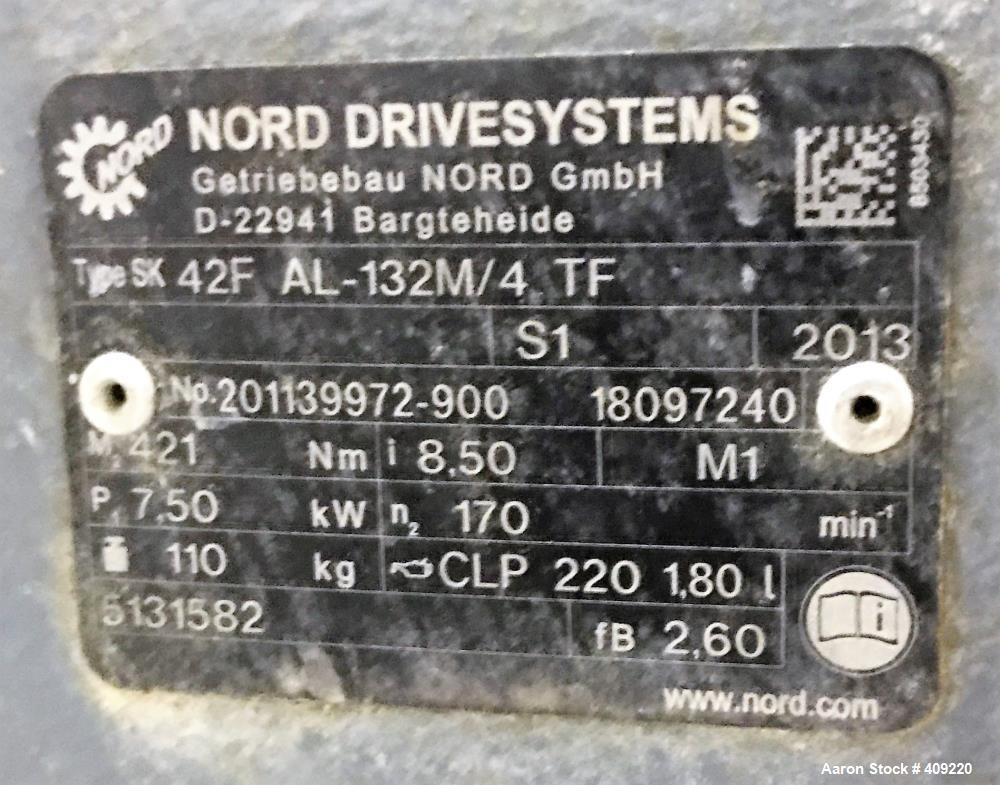 NORD
NORD DRIVESYSTEMS
Getriebebau NORD GmbH
D-22941 Bargteheide
8503430
Type SK 42F AL-132M/4 TF
S1 2013
No. 201139972-900 18097240
M₂ 421 Nm i 8,50 M1
P₁ 7,50 kW n₂ 170 min⁻¹
110 kg CLP 220 1,80 l
5131582 fB 2,60
i
www.nord.com
Aaron Stock # 409220